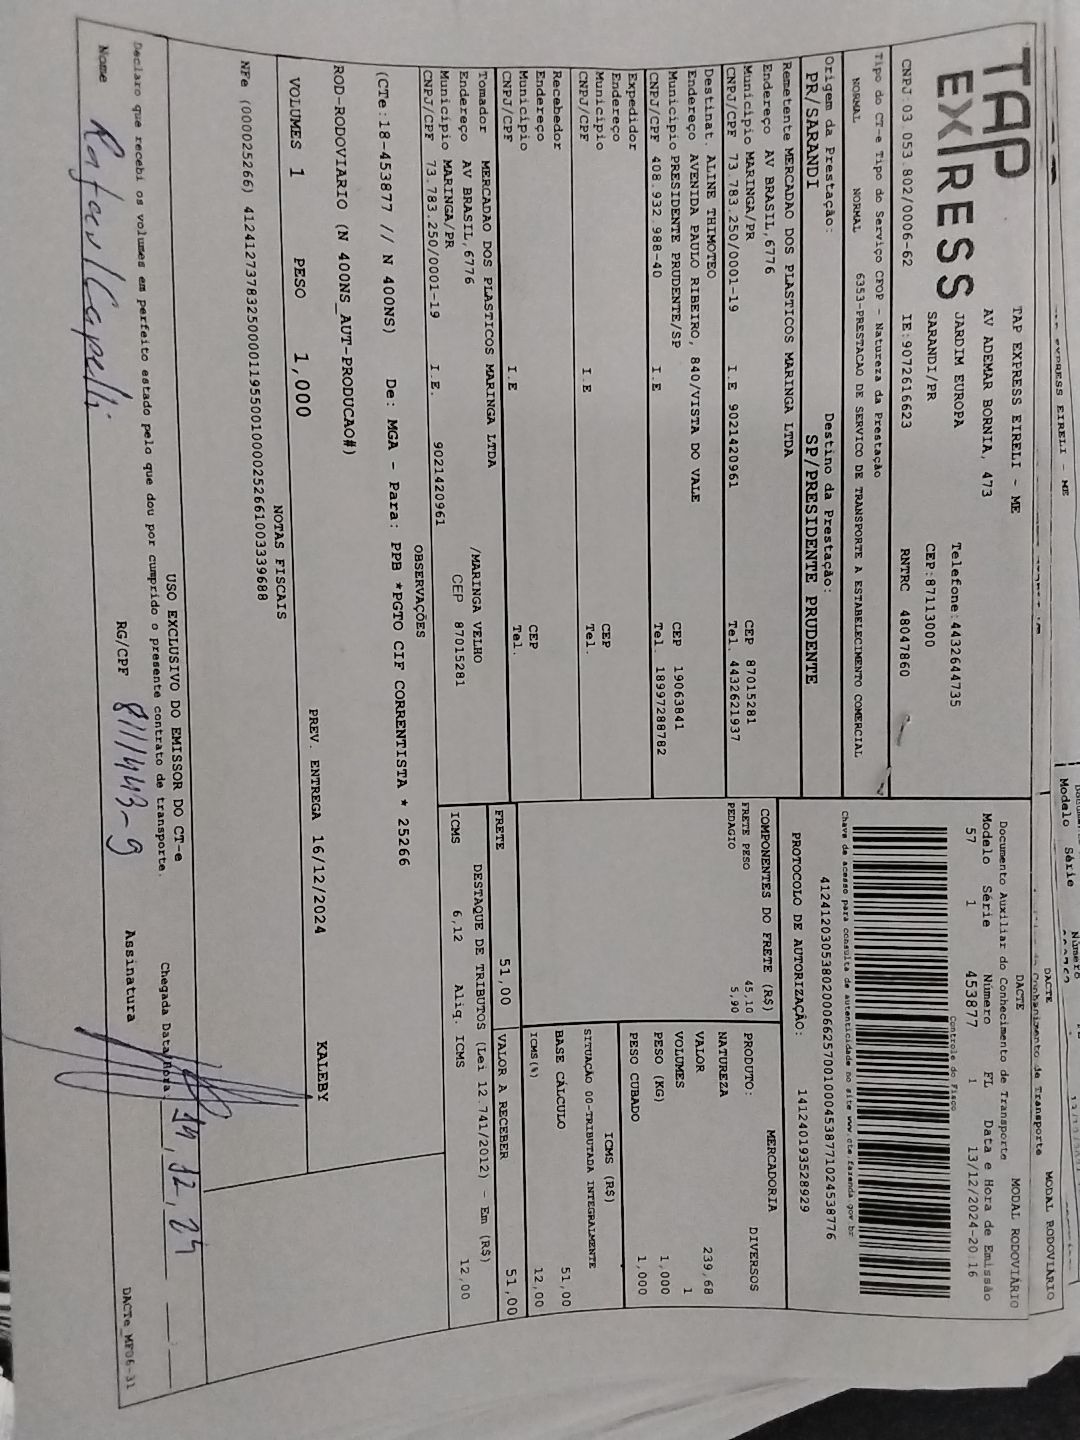 TAP EXPRESS EIRELI - ME
DACTE
MODAL RODOVIÁRIO
Modelo Série Número
TAP
EXPRESS
TAP EXPRESS EIRELI - ME
AV ADEMAR BORNIA, 473
JARDIM EUROPA Telefone:4432644735
SARANDI/PR CEP:87113000
CNPJ:03.053.802/0006-62 IE:9072616623 RNTRC 48047860
DACTE MODAL RODOVIÁRIO
Documento Auxiliar do Conhecimento de Transporte
Modelo Série Número FL Data e Hora de Emissão
57 1 453877 1 13/12/2024-20:16
Controle do Fisco
Chave de acesso para consulta de autenticidade no site www.cte.fazenda.gov.br
41241203053802000662570010004538771024538776
PROTOCOLO DE AUTORIZAÇÃO: 141240193528929
Tipo do CT-e Tipo do Serviço CFOP - Natureza da Prestação
NORMAL NORMAL 6353-PRESTACAO DE SERVICO DE TRANSPORTE A ESTABELECIMENTO COMERCIAL
Origem da Prestação: Destino da Prestação:
PR/SARANDI SP/PRESIDENTE PRUDENTE
Remetente MERCADAO DOS PLASTICOS MARINGA LTDA
Endereço AV BRASIL,6776
Município MARINGA/PR CEP 87015281
CNPJ/CPF 73.783.250/0001-19 I.E 9021420961 Tel. 4432621937
Destinat. ALINE THIMOTEO
Endereço AVENIDA PAULO RIBEIRO, 840/VISTA DO VALE
Município PRESIDENTE PRUDENTE/SP CEP 19063841
CNPJ/CPF 408.932.988-40 I.E Tel. 18997288782
Expedidor
Endereço
Município CEP
CNPJ/CPF I.E Tel.
Recebedor
Endereço
Município CEP
CNPJ/CPF I.E Tel.
Tomador MERCADAO DOS PLASTICOS MARINGA LTDA
Endereço AV BRASIL,6776 /MARINGA VELHO
Município MARINGA/PR CEP 87015281
CNPJ/CPF 73.783.250/0001-19 I.E. 9021420961
COMPONENTES DO FRETE (R$)
FRETE PESO 45,10
PEDAGIO 5,90
MERCADORIA
PRODUTO: DIVERSOS
NATUREZA
VALOR 239,68
VOLUMES 1
PESO (KG) 1,000
PESO CUBADO 1,000
ICMS (R$)
SITUAÇÃO 00-TRIBUTADA INTEGRALMENTE
BASE CÁLCULO 51,00
ICMS(%) 12,00
FRETE 51,00 VALOR A RECEBER 51,00
DESTAQUE DE TRIBUTOS (Lei 12.741/2012) - Em (R$)
ICMS 6,12 Aliq. ICMS 12,00
OBSERVAÇÕES
(CTe:18-453877 // N 400NS) De: MGA - Para: PPB *PGTO CIF CORRENTISTA * 25266
ROD-RODOVIARIO (N 400NS_AUT-PRODUCAO#)
VOLUMES 1 PESO 1,000 PREV. ENTREGA 16/12/2024 KALEBY
NOTAS FISCAIS
NFe (000025266) 41241273783250000119550010000252661003339688
USO EXCLUSIVO DO EMISSOR DO CT-e
Declaro que recebi os volumes em perfeito estado pelo que dou por cumprido o presente contrato de transporte.
Chegada Data/Hora: 14, 12, 24
Nome Rafael Capelli RG/CPF 8111443-9 Assinatura
DACTe_MF06-31